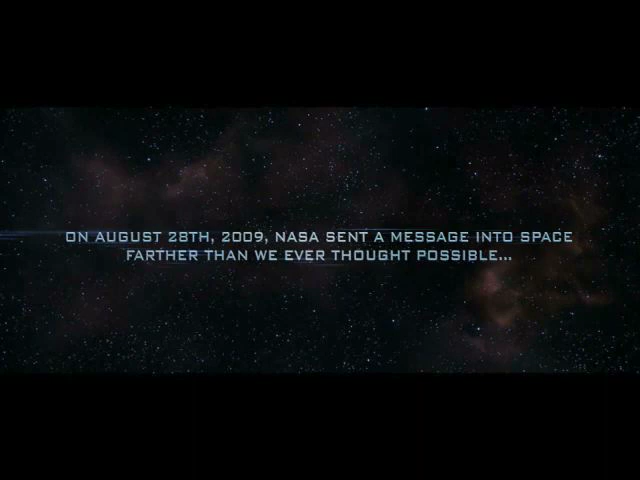 ON AUGUST 28TH, 2009, NASA SENT A MESSAGE INTO SPACE
FARTHER THAN WE EVER THOUGHT POSSIBLE...